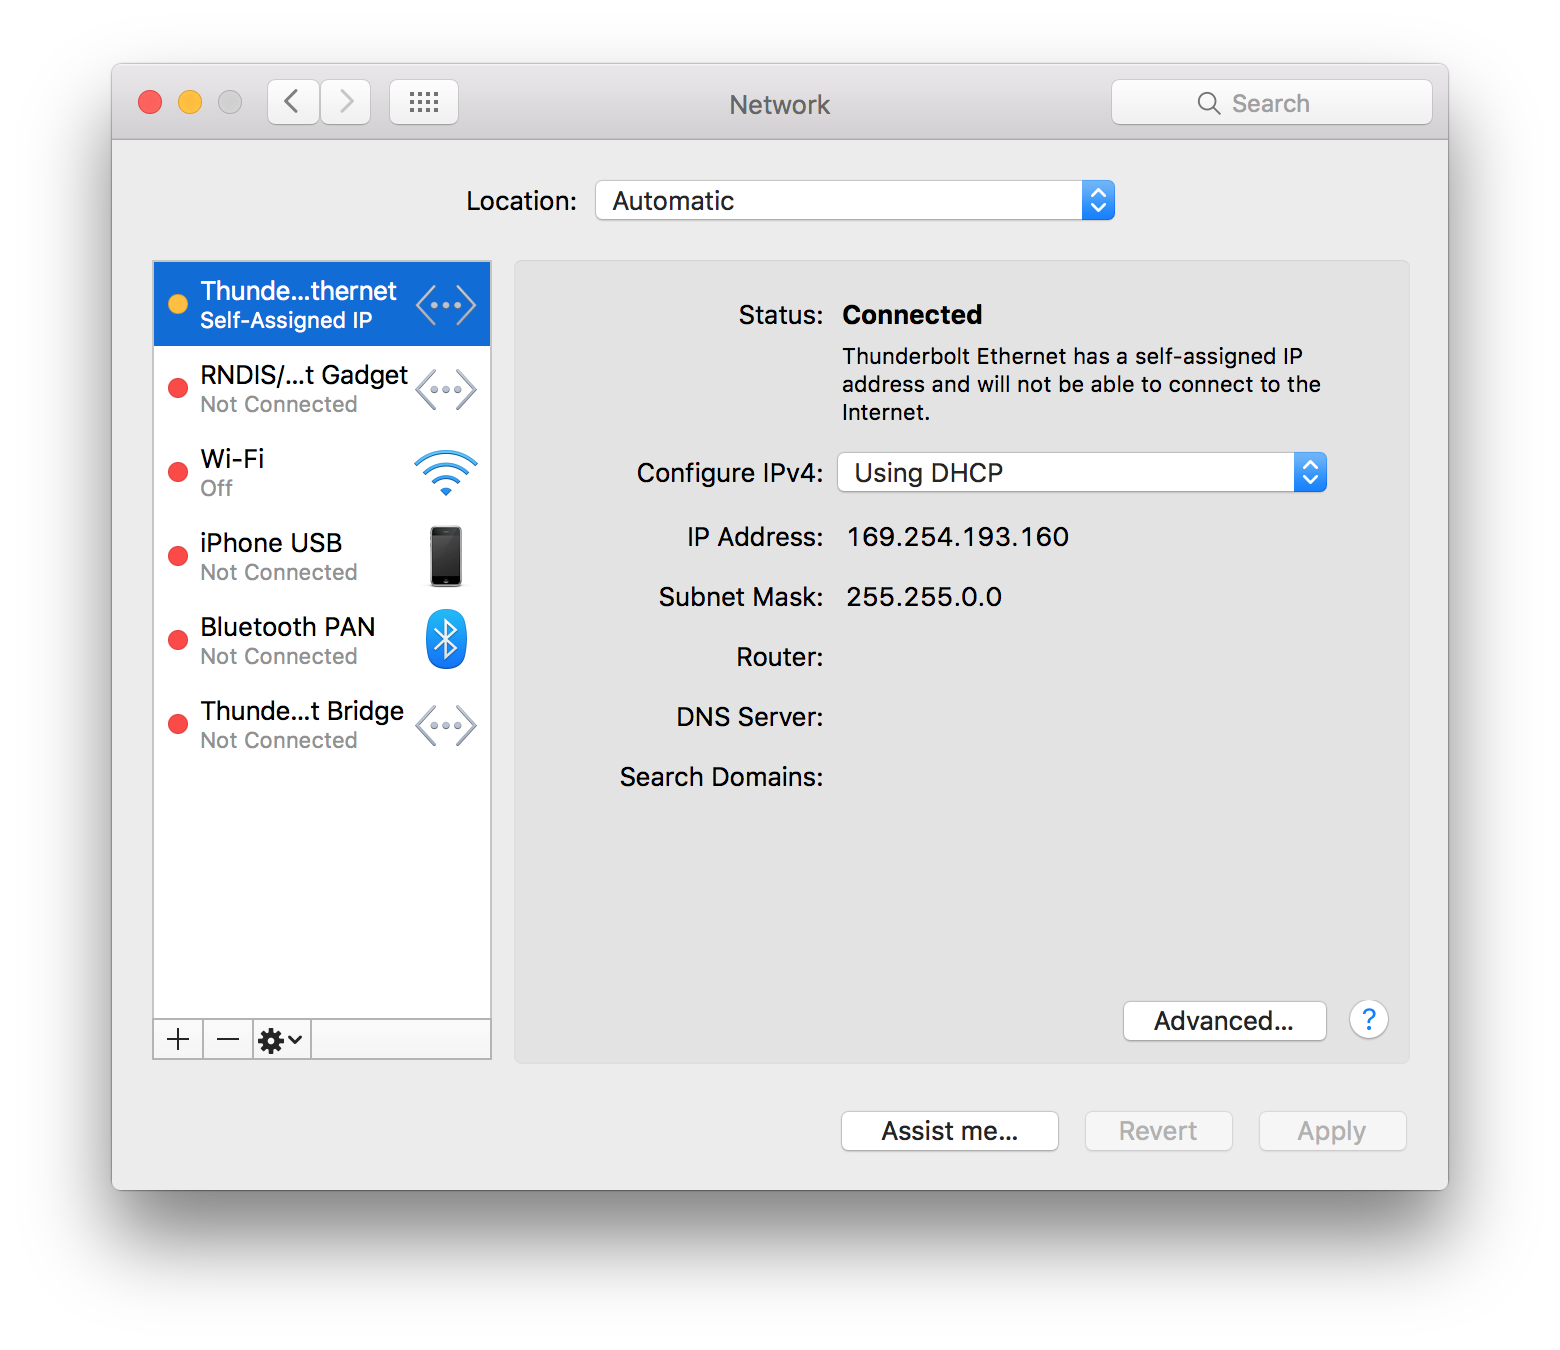 Network
Search
Location: Automatic
Thunde...thernet
Self-Assigned IP
RNDIS/...t Gadget
Not Connected
Wi-Fi
Off
iPhone USB
Not Connected
Bluetooth PAN
Not Connected
Thunde...t Bridge
Not Connected
Status: Connected
Thunderbolt Ethernet has a self-assigned IP
address and will not be able to connect to the
Internet.
Configure IPv4: Using DHCP
IP Address: 169.254.193.160
Subnet Mask: 255.255.0.0
Router:
DNS Server:
Search Domains:
Advanced... ?
Assist me... Revert Apply